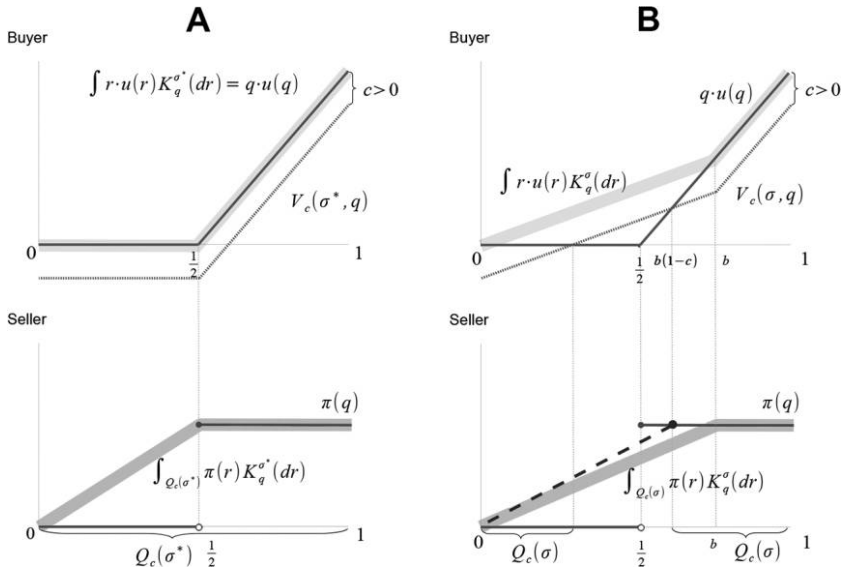 A
Buyer
∫ r·u(r) K_q^{σ*}(dr) = q·u(q)
c>0
V_c(σ*, q)
0
1/2
1
Seller
π(q)
∫_{Q_c(σ*)} π(r) K_q^{σ*}(dr)
0
Q_c(σ*)
1/2
1
B
Buyer
q·u(q)
c>0
∫ r·u(r) K_q^σ(dr)
V_c(σ, q)
0
1/2
b(1−c)
b
1
Seller
π(q)
∫_{Q_c(σ)} π(r) K_q^σ(dr)
0
Q_c(σ)
1/2
b
Q_c(σ)
1